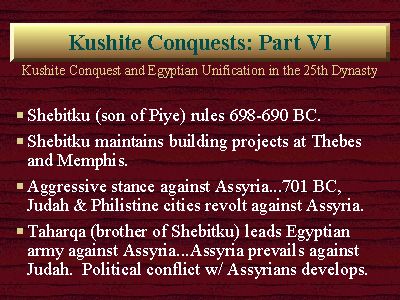 Kushite Conquests: Part VI
Kushite Conquest and Egyptian Unification in the 25th Dynasty
Shebitku (son of Piye) rules 698-690 BC.
Shebitku maintains building projects at Thebes
and Memphis.
Aggressive stance against Assyria...701 BC,
Judah & Philistine cities revolt against Assyria.
Taharqa (brother of Shebitku) leads Egyptian
army against Assyria...Assyria prevails against
Judah.  Political conflict w/ Assyrians develops.